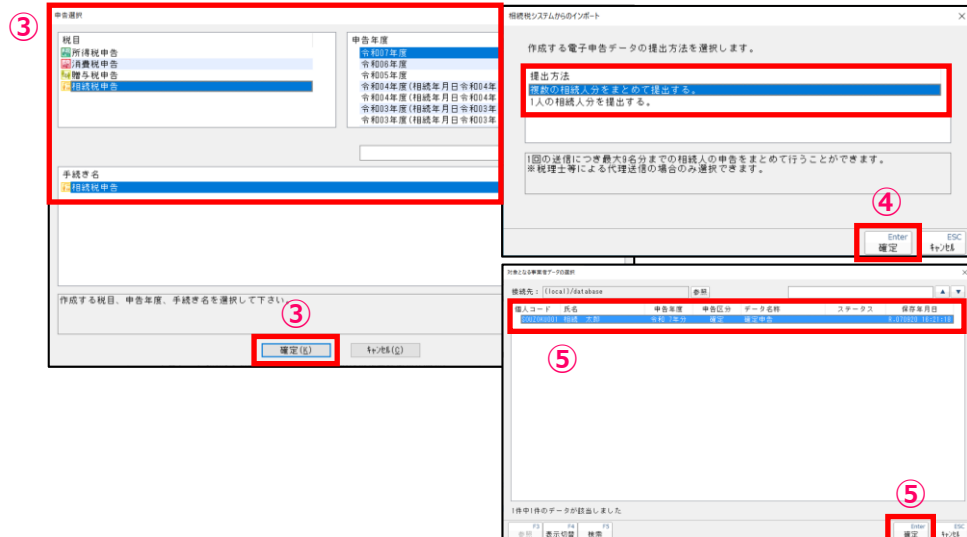 ③
申告選択
税目
所得税申告
消費税申告
贈与税申告
相続税申告
申告年度
令和07年度
令和06年度
令和05年度
令和04年度(相続年月日令和04年
令和04年度(相続年月日令和04年
令和03年度(相続年月日令和03年
令和03年度(相続年月日令和03年
手続き名
相続税申告
作成する税目、申告年度、手続き名を選択して下さい。
③
確定(K)
キャンセル(C)
相続税システムからのインポート
作成する電子申告データの提出方法を選択します。
提出方法
複数の相続人分をまとめて提出する。
1人の相続人分を提出する。
1回の送信につき最大9名分までの相続人の申告をまとめて行うことができます。
※税理士等による代理送信の場合のみ選択できます。
④
Enter
確定
ESC
キャンセル
対象となる事業者データの選択
接続先: (local)/database
参照
▲ ▼
個人コード 氏名 申告年度 申告区分 データ名称 ステータス 保存年月日
SOUZOKU001 相続 太郎 令和 7年分 確定 確定申告
⑤
1件中1件のデータが該当しました
⑤
F3 F4 F5 Enter ESC
参照 表示切替 検索 確定 キャンセル